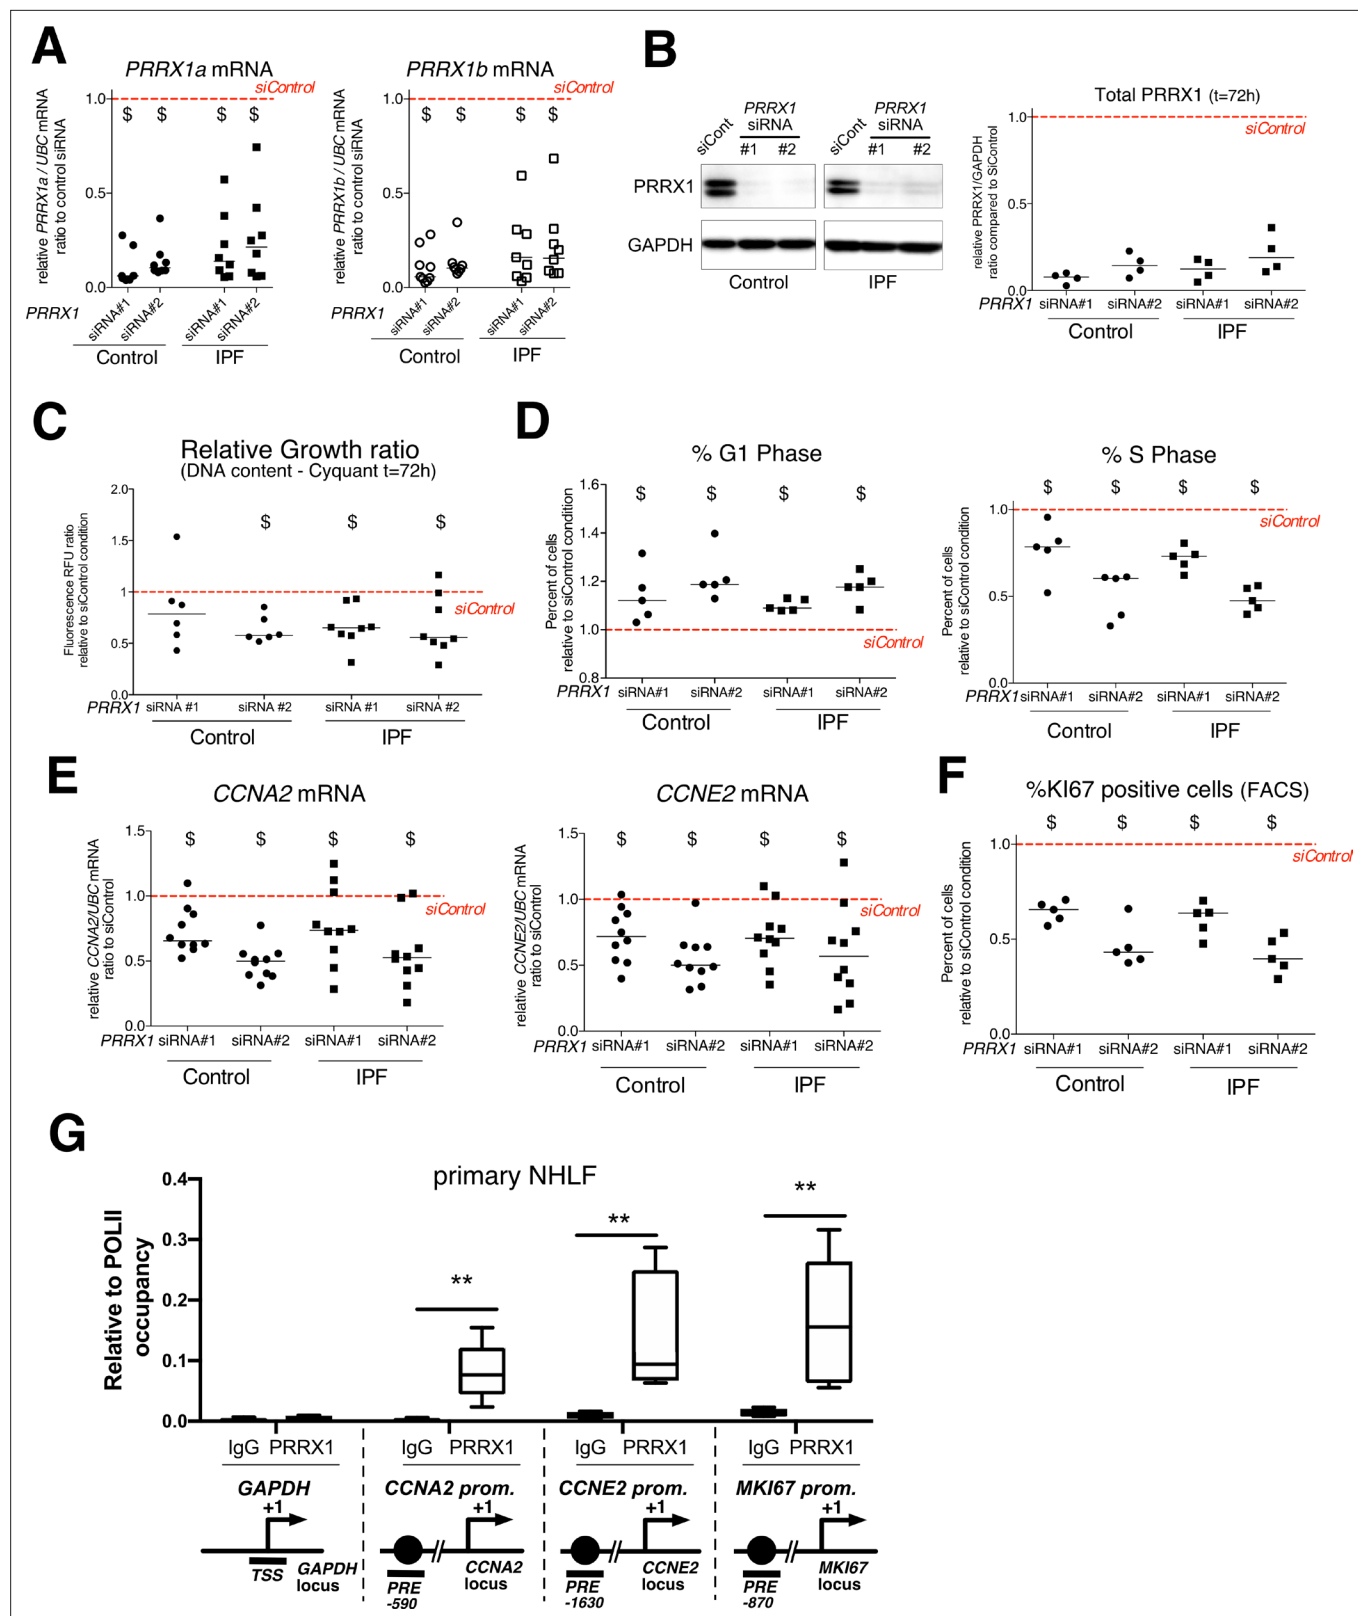 A
PRRX1a mRNA
siControl
relative PRRX1a / UBC mRNA
ratio to control siRNA
1.0
0.5
0.0
$ $ $ $
PRRX1
siRNA#1
siRNA#2
siRNA#1
siRNA#2
Control
IPF
PRRX1b mRNA
siControl
relative PRRX1b / UBC mRNA
ratio to control siRNA
1.0
0.5
0.0
$ $ $ $
PRRX1
siRNA#1
siRNA#2
siRNA#1
siRNA#2
Control
IPF
B
siCont
PRRX1
siRNA
#1 #2
siCont
PRRX1
siRNA
#1 #2
PRRX1
GAPDH
Control
IPF
Total PRRX1 (t=72h)
siControl
relative PRRX1/GAPDH
ratio compared to SiControl
1.0
0.5
0.0
PRRX1 siRNA#1 siRNA#2 siRNA#1 siRNA#2
Control IPF
C
Relative Growth ratio
(DNA content - Cyquant t=72h)
Fluorescence RFU ratio
relative to siControl condition
2.0
1.5
1
0.5
0.0
$ $ $
siControl
PRRX1 siRNA #1 siRNA #2 siRNA #1 siRNA #2
Control IPF
D
% G1 Phase
Percent of cells
relative to siControl condition
1.6
1.4
1.2
1.0
0.8
$ $ $ $
siControl
PRRX1 siRNA#1 siRNA#2 siRNA#1 siRNA#2
Control IPF
% S Phase
Percent of cells
relative to siControl condition
1.0
0.5
0.0
$ $ $ $
siControl
PRRX1 siRNA#1 siRNA#2 siRNA#1 siRNA#2
Control IPF
E
CCNA2 mRNA
relative CCNA2/UBC mRNA
ratio to siControl
1.5
1.0
0.5
0.0
$ $ $ $
siControl
PRRX1 siRNA#1 siRNA#2 siRNA#1 siRNA#2
Control IPF
CCNE2 mRNA
relative CCNE2/UBC mRNA
ratio to siControl
1.5
1.0
0.5
0.0
$ $ $ $
siControl
PRRX1 siRNA#1 siRNA#2 siRNA#1 siRNA#2
Control IPF
F
%KI67 positive cells (FACS)
Percent of cells
relative to siControl condition
1.0
0.5
0.0
$ $ $ $
siControl
PRRX1 siRNA#1 siRNA#2 siRNA#1 siRNA#2
Control IPF
G
primary NHLF
Relative to POLII
occupancy
0.4
0.3
0.2
0.1
0.0
** ** **
IgG PRRX1 IgG PRRX1 IgG PRRX1 IgG PRRX1
GAPDH CCNA2 prom. CCNE2 prom. MKI67 prom.
+1 +1 +1 +1
TSS
GAPDH
locus
PRE
-590
CCNA2
locus
PRE
-1630
CCNE2
locus
PRE
-870
MKI67
locus